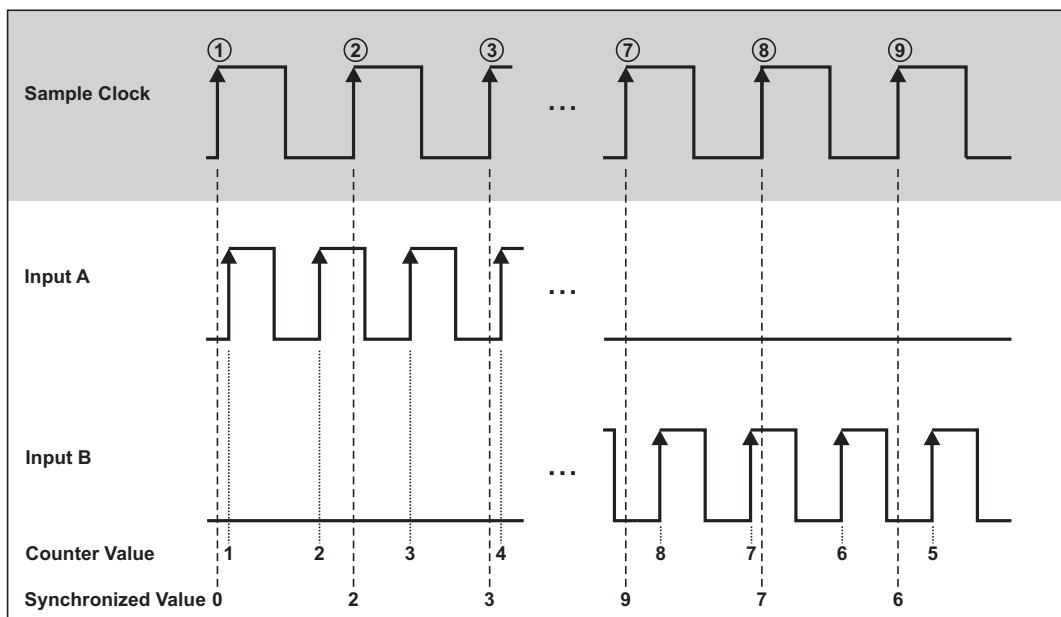 ① ② ③ ⑦ ⑧ ⑨
Sample Clock
...
Input A
...
Input B
...
Counter Value 1 2 3 4 8 7 6 5
Synchronized Value 0 2 3 9 7 6